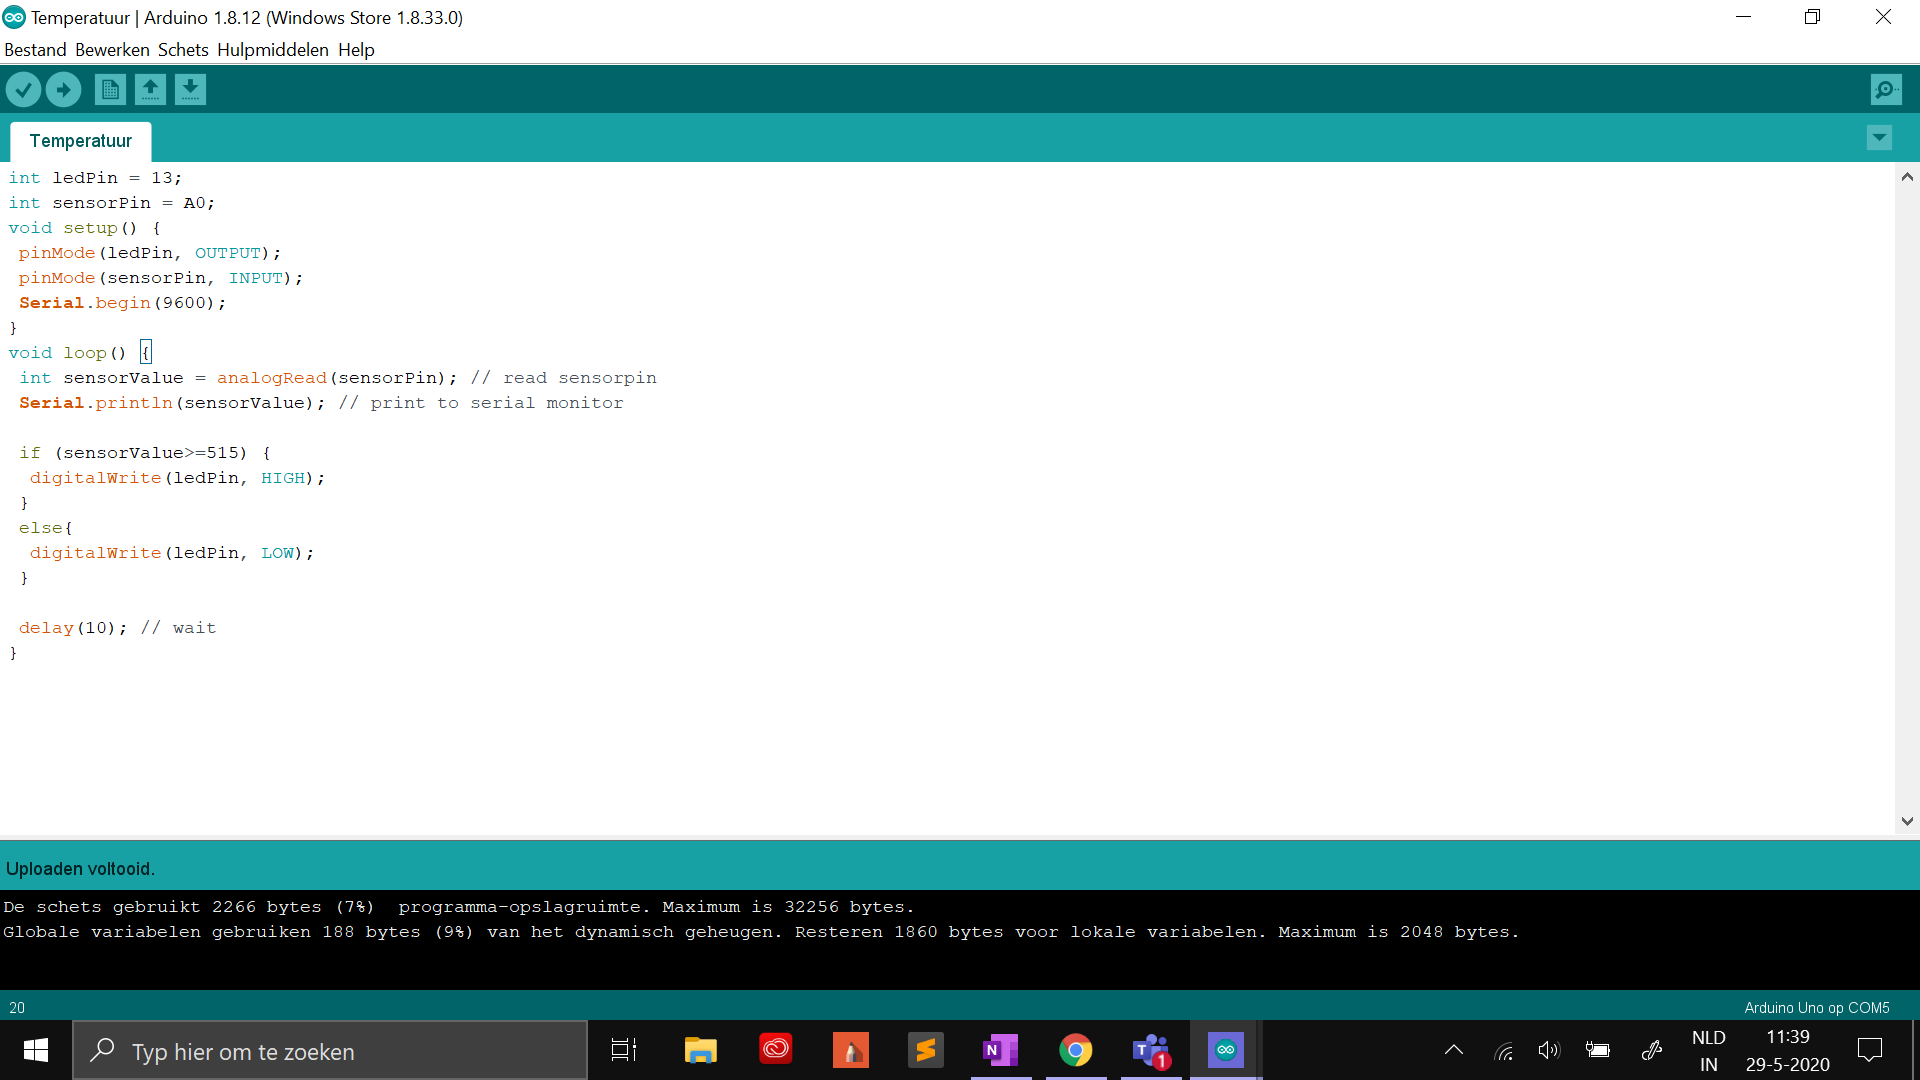 Temperatuur | Arduino 1.8.12 (Windows Store 1.8.33.0)
Bestand Bewerken Schets Hulpmiddelen Help
Temperatuur
int ledPin = 13;
int sensorPin = A0;
void setup() {
 pinMode(ledPin, OUTPUT);
 pinMode(sensorPin, INPUT);
 Serial.begin(9600);
}
void loop() {
 int sensorValue = analogRead(sensorPin); // read sensorpin
 Serial.println(sensorValue); // print to serial monitor
 if (sensorValue>=515) {
  digitalWrite(ledPin, HIGH);
 }
 else{
  digitalWrite(ledPin, LOW);
 }
 delay(10); // wait
}
Uploaden voltooid.
De schets gebruikt 2266 bytes (7%)  programma-opslagruimte. Maximum is 32256 bytes.
Globale variabelen gebruiken 188 bytes (9%) van het dynamisch geheugen. Resteren 1860 bytes voor lokale variabelen. Maximum is 2048 bytes.
20
Arduino Uno op COM5
Typ hier om te zoeken
N
T
1
NLD
IN
11:39
29-5-2020